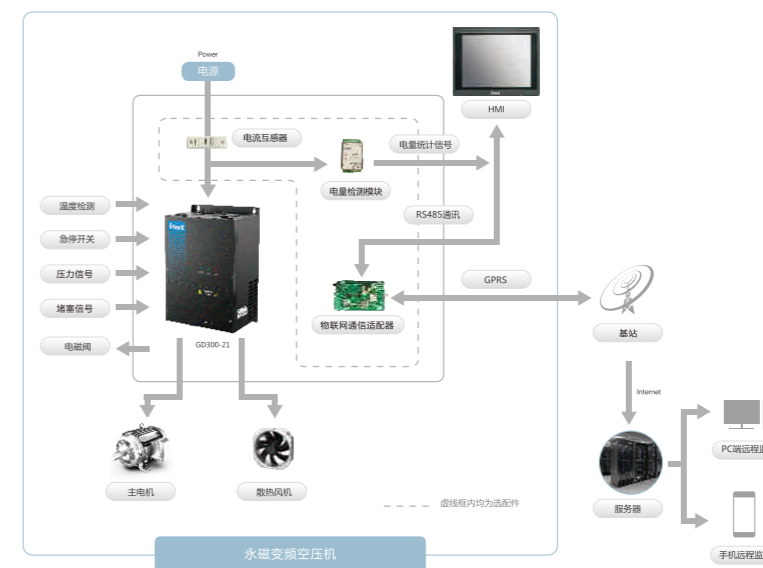 Power
电源
HMI
电流互感器
电量统计信号
电量检测模块
温度检测
RS485通讯
急停开关
压力信号
GPRS
堵塞信号
物联网通信适配器
基站
电磁阀
GD300-21
Internet
PC端远程监
主电机
散热风机
虚线框内均为选配件
服务器
永磁变频空压机
手机远程监